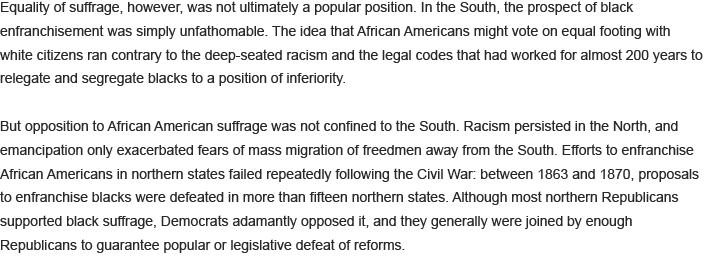 Equality of suffrage, however, was not ultimately a popular position. In the South, the prospect of black
enfranchisement was simply unfathomable. The idea that African Americans might vote on equal footing with
white citizens ran contrary to the deep-seated racism and the legal codes that had worked for almost 200 years to
relegate and segregate blacks to a position of inferiority.
But opposition to African American suffrage was not confined to the South. Racism persisted in the North, and
emancipation only exacerbated fears of mass migration of freedmen away from the South. Efforts to enfranchise
African Americans in northern states failed repeatedly following the Civil War: between 1863 and 1870, proposals
to enfranchise blacks were defeated in more than fifteen northern states. Although most northern Republicans
supported black suffrage, Democrats adamantly opposed it, and they generally were joined by enough
Republicans to guarantee popular or legislative defeat of reforms.